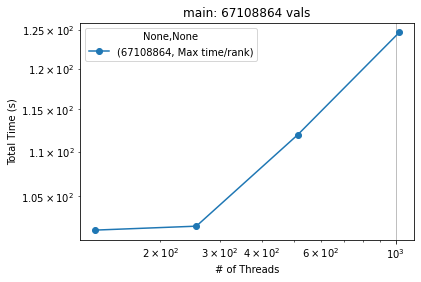 main: 67108864 vals
None,None
(67108864, Max time/rank)
Total Time (s)
1.25 × 10²
1.2 × 10²
1.15 × 10²
1.1 × 10²
1.05 × 10²
2 × 10² 3 × 10² 4 × 10² 6 × 10² 10³
# of Threads